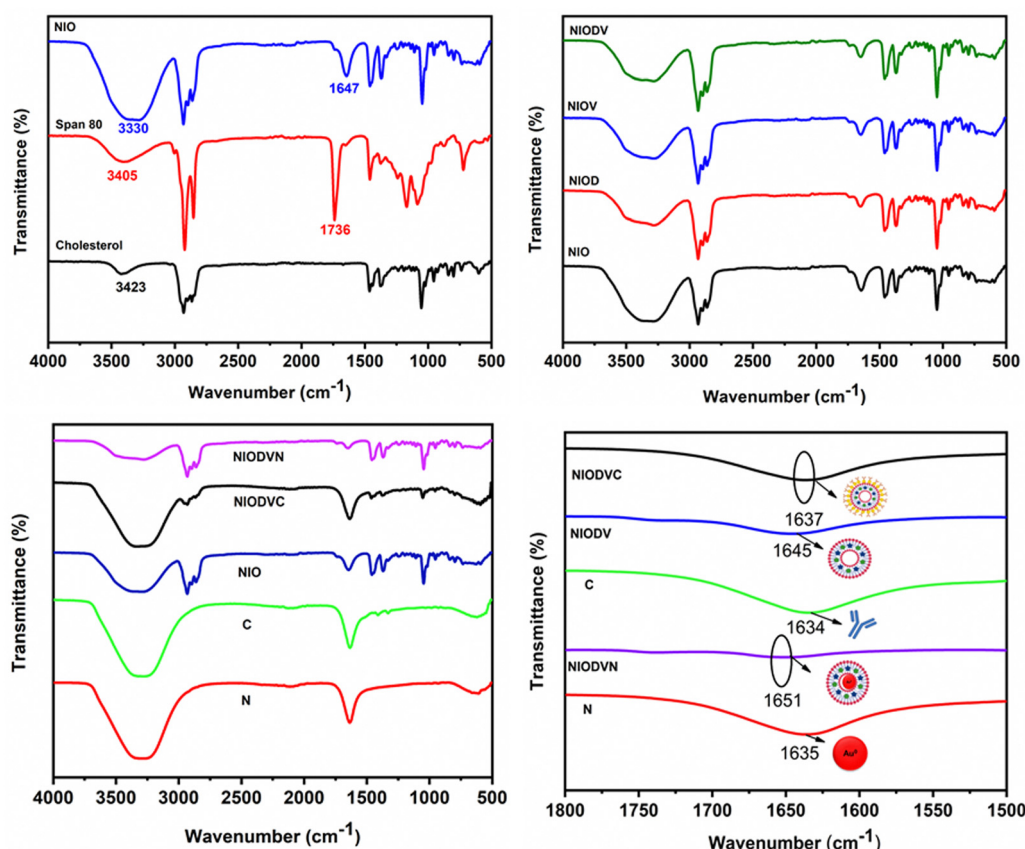 NIO
1647
3330
Span 80
3405
1736
Cholesterol
3423
Transmittance (%)
4000 3500 3000 2500 2000 1500 1000 500
Wavenumber (cm-1)
NIODV
NIOV
NIOD
NIO
Transmittance (%)
4000 3500 3000 2500 2000 1500 1000 500
Wavenumber (cm-1)
NIODVN
NIODVC
NIO
C
N
Transmittance (%)
4000 3500 3000 2500 2000 1500 1000 500
Wavenumber (cm-1)
NIODVC
1637
NIODV
1645
C
1634
NIODVN
1651
N
1635
Transmittance (%)
1800 1750 1700 1650 1600 1550 1500
Wavenumber (cm-1)